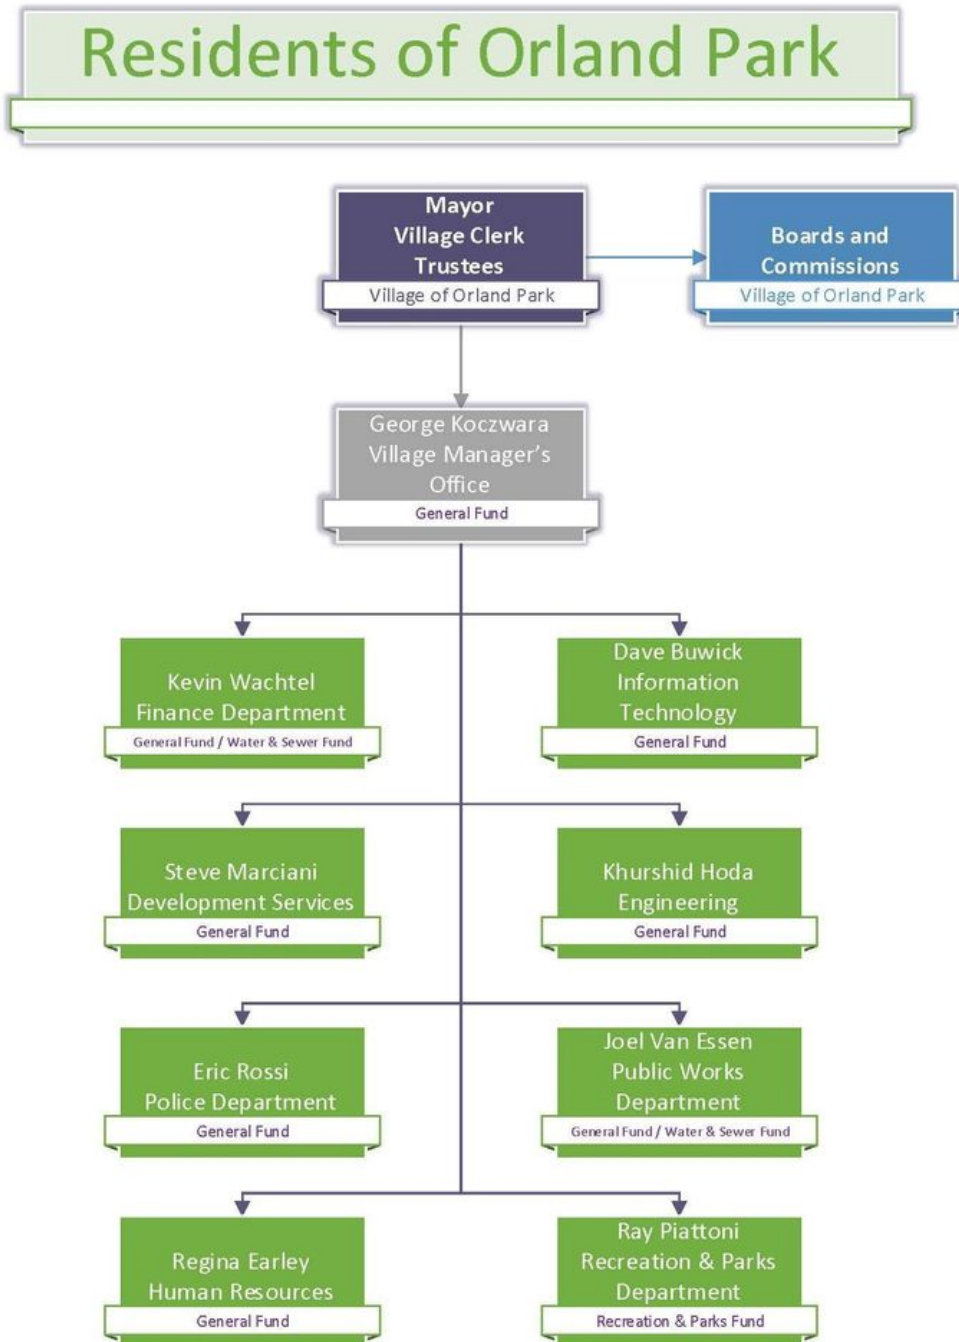 Residents of Orland Park
Mayor
Village Clerk
Trustees
Village of Orland Park
Boards and
Commissions
Village of Orland Park
George Koczwara
Village Manager's
Office
General Fund
Kevin Wachtel
Finance Department
General Fund / Water & Sewer Fund
Dave Buwick
Information
Technology
General Fund
Steve Marciani
Development Services
General Fund
Khurshid Hoda
Engineering
General Fund
Eric Rossi
Police Department
General Fund
Joel Van Essen
Public Works
Department
General Fund / Water & Sewer Fund
Regina Earley
Human Resources
General Fund
Ray Piattoni
Recreation & Parks
Department
Recreation & Parks Fund